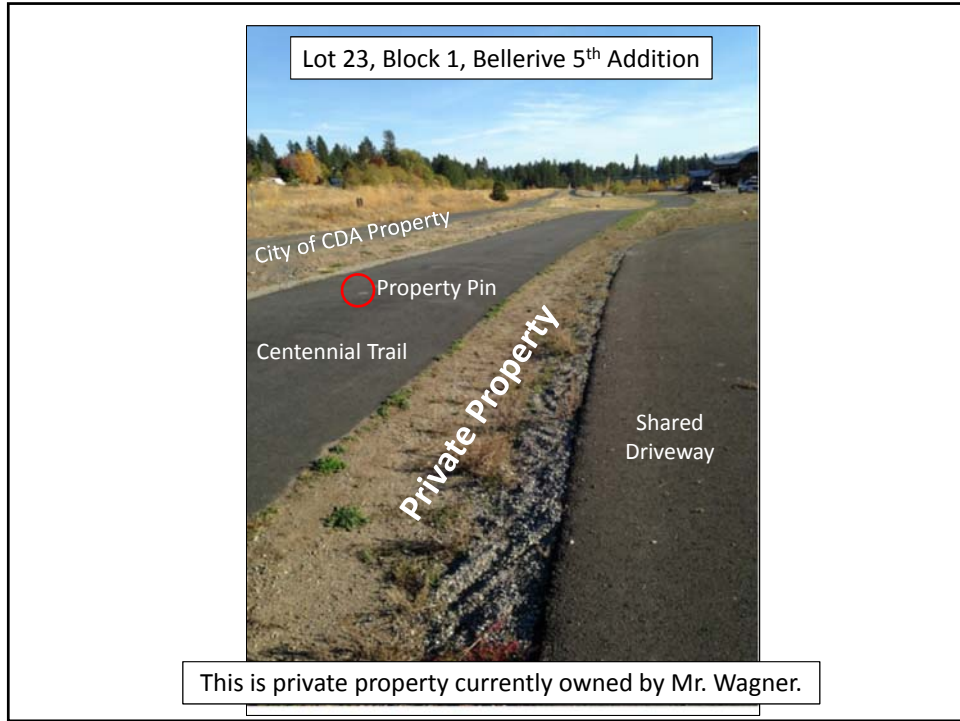 Lot 23, Block 1, Bellerive 5th Addition
City of CDA Property
Property Pin
Centennial Trail
Private Property
Shared
Driveway
This is private property currently owned by Mr. Wagner.